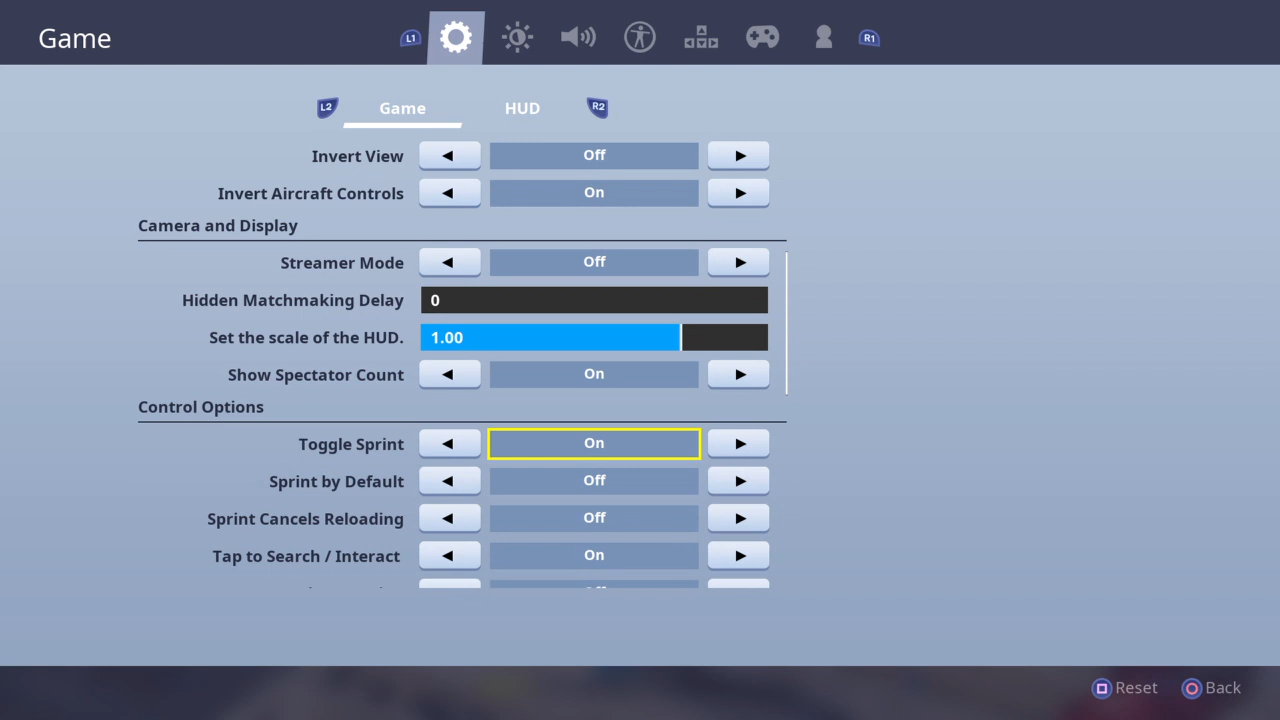 Game
L1
R1
L2 Game HUD R2
Invert View Off
Invert Aircraft Controls On
Camera and Display
Streamer Mode Off
Hidden Matchmaking Delay 0
Set the scale of the HUD. 1.00
Show Spectator Count On
Control Options
Toggle Sprint On
Sprint by Default Off
Sprint Cancels Reloading Off
Tap to Search / Interact On
Reset Back